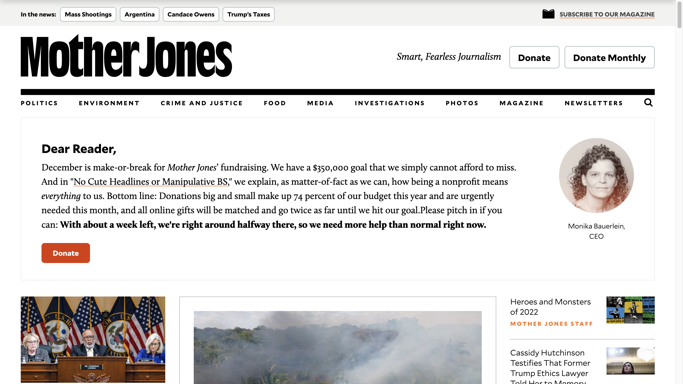 In the news: Mass Shootings Argentina Candace Owens Trump's Taxes SUBSCRIBE TO OUR MAGAZINE
Mother Jones
Smart, Fearless Journalism Donate Donate Monthly
POLITICS ENVIRONMENT CRIME AND JUSTICE FOOD MEDIA INVESTIGATIONS PHOTOS MAGAZINE NEWSLETTERS
Dear Reader,
December is make-or-break for Mother Jones' fundraising. We have a $350,000 goal that we simply cannot afford to miss.
And in "No Cute Headlines or Manipulative BS," we explain, as matter-of-fact as we can, how being a nonprofit means
everything to us. Bottom line: Donations big and small make up 74 percent of our budget this year and are urgently
needed this month, and all online gifts will be matched and go twice as far until we hit our goal.Please pitch in if you
can: With about a week left, we're right around halfway there, so we need more help than normal right now.
Donate
Monika Bauerlein,
CEO
Heroes and Monsters
of 2022
MOTHER JONES STAFF
Cassidy Hutchinson
Testifies That Former
Trump Ethics Lawyer
Told Her to Memory